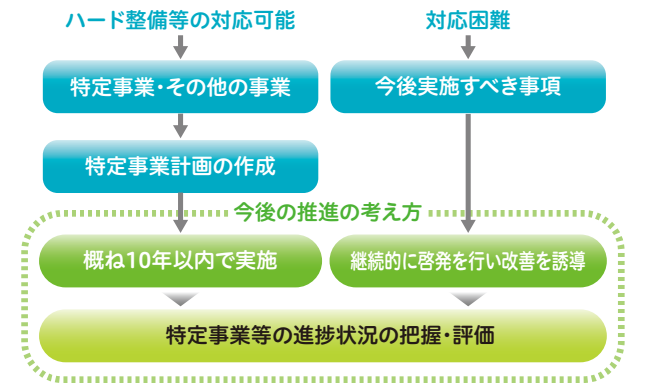 ハード整備等の対応可能
対応困難
特定事業・その他の事業
今後実施すべき事項
特定事業計画の作成
今後の推進の考え方
概ね10年以内で実施
継続的に啓発を行い改善を誘導
特定事業等の進捗状況の把握・評価